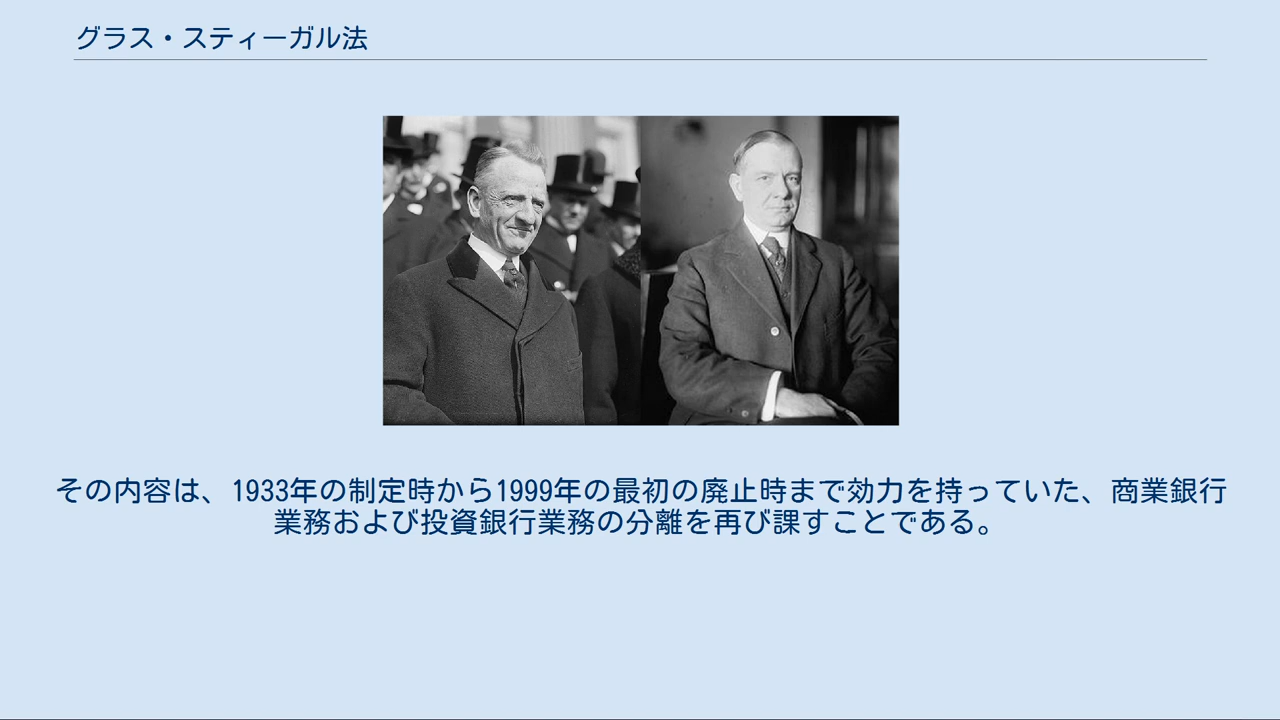 グラス・スティーガル法
その内容は、1933年の制定時から1999年の最初の廃止時まで効力を持っていた、商業銀行
業務および投資銀行業務の分離を再び課すことである。